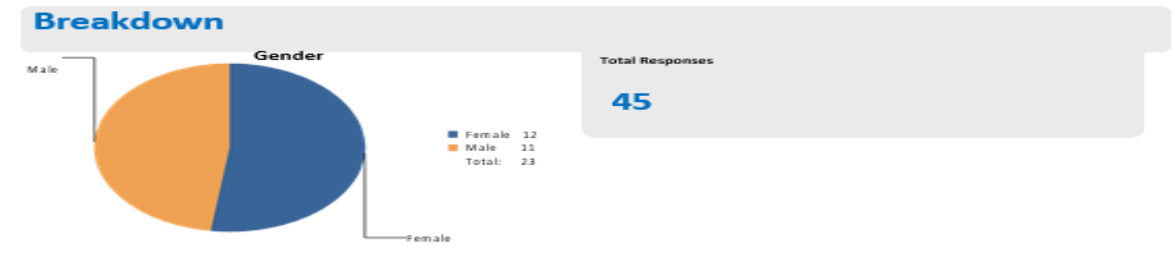 Breakdown
Gender
Male
Female 12
Male 11
Total: 23
Female
Total Responses
45